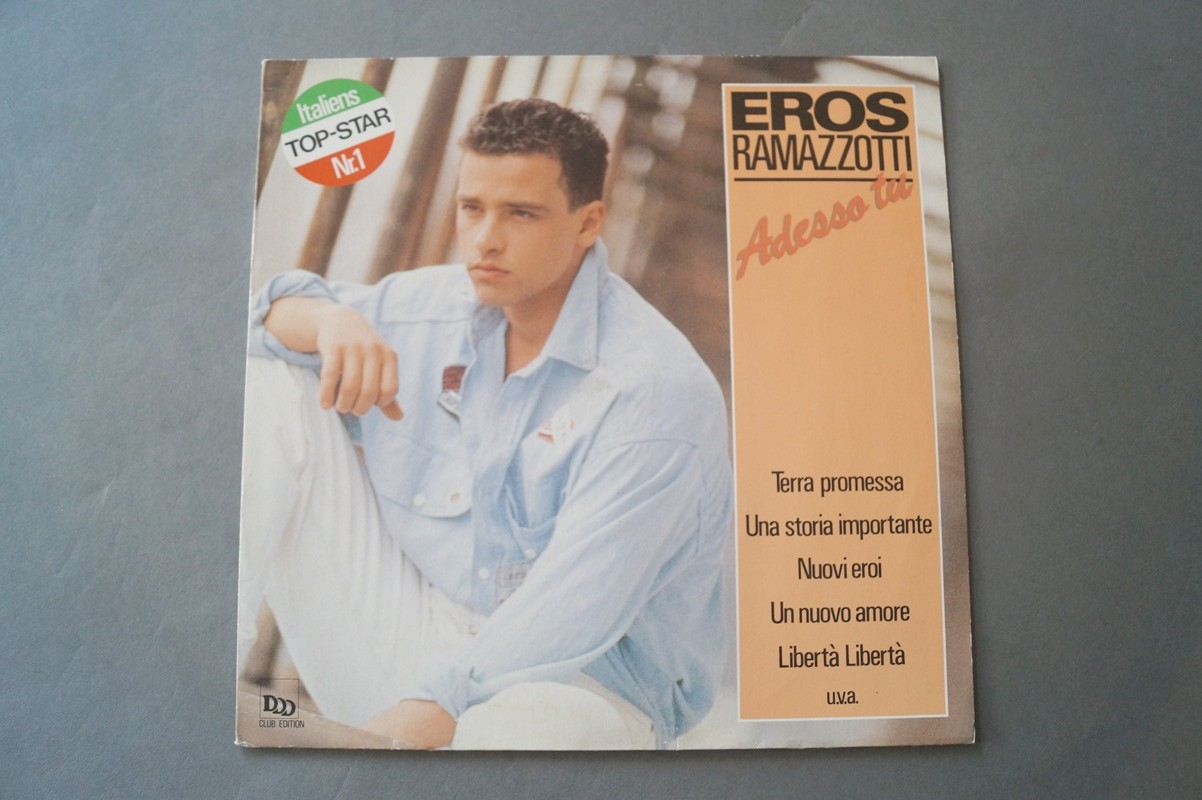 Italiens
TOP-STAR
Nr.1
EROS
RAMAZZOTTI
Adesso tu
Terra promessa
Una storia importante
Nuovi eroi
Un nuovo amore
Libertà Libertà
u.v.a.
DDD
CLUB EDITION